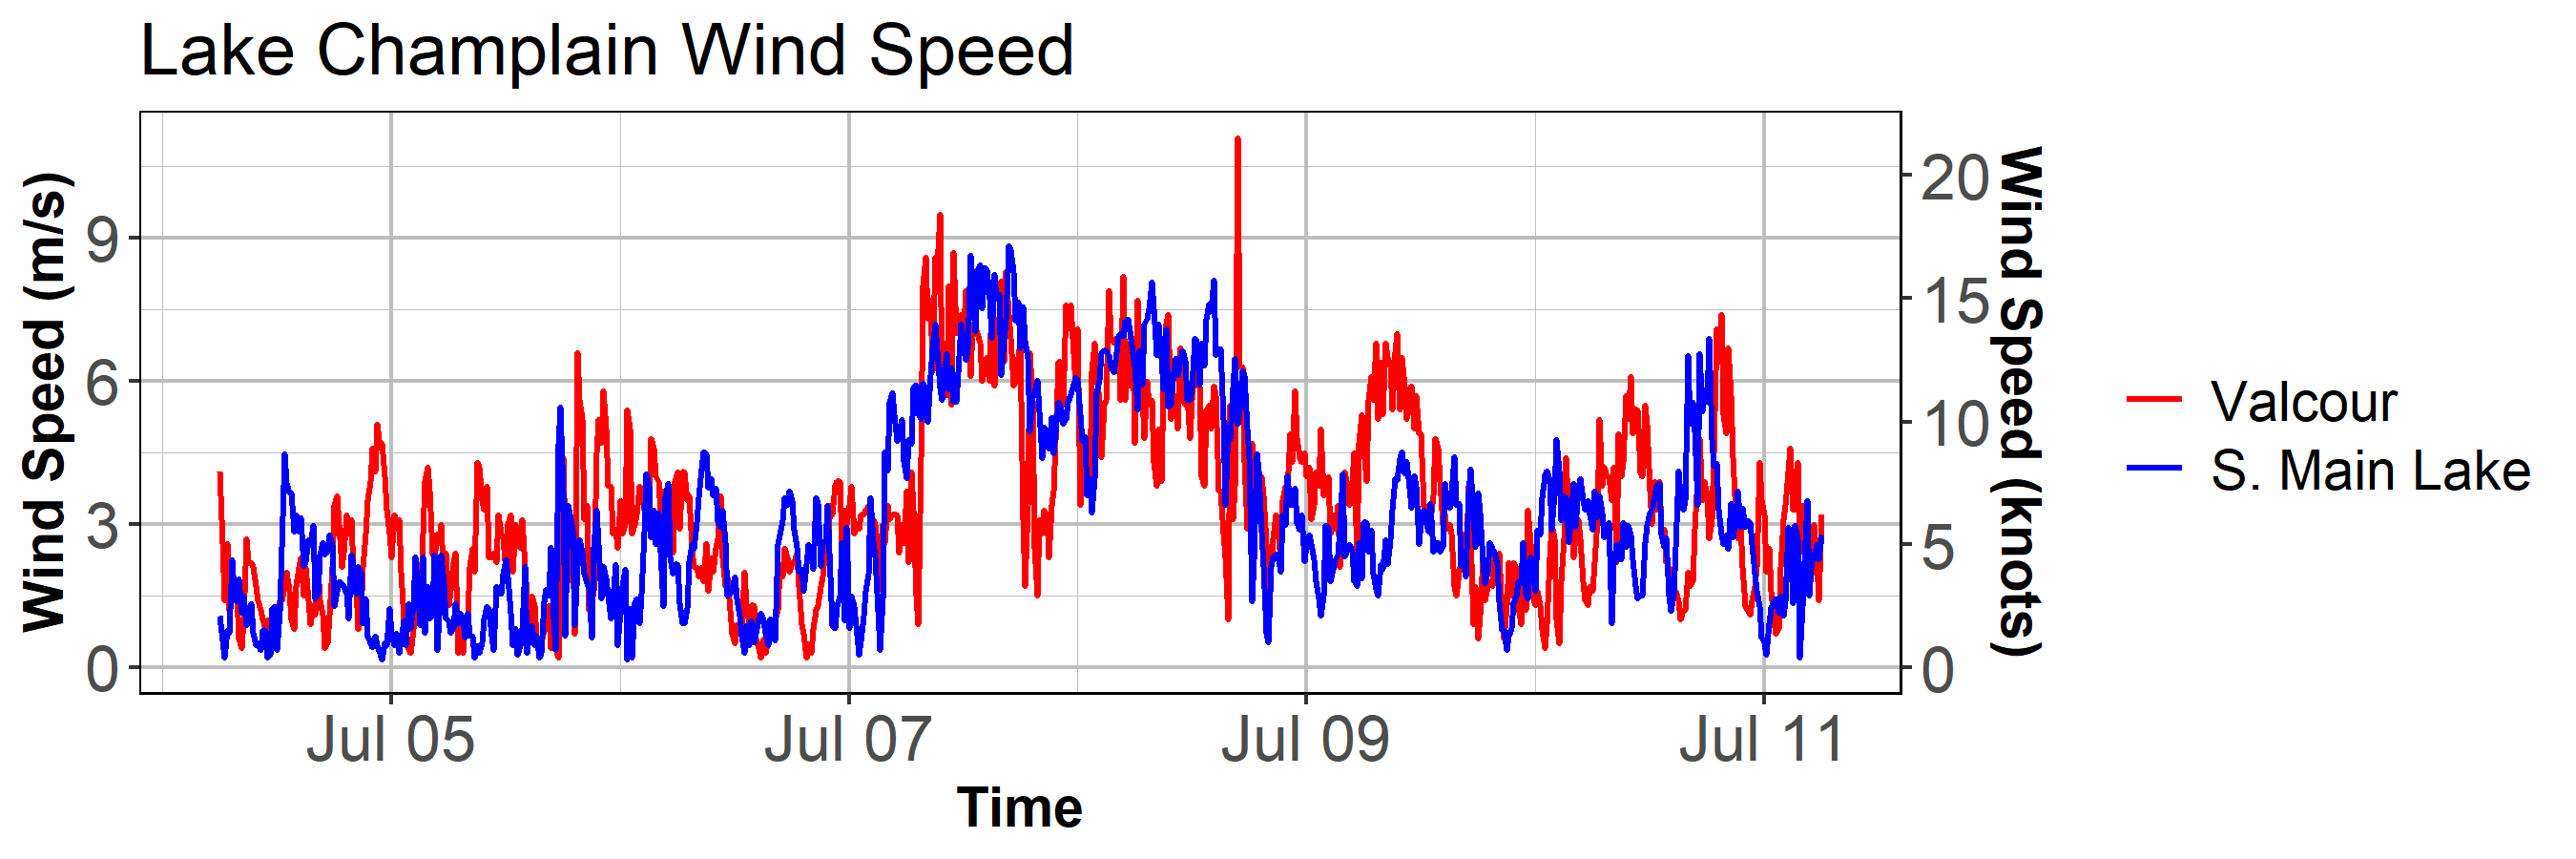 Lake Champlain Wind Speed
Wind Speed (m/s)
9
6
3
0
20
15
10
5
0
Wind Speed (knots)
Jul 05
Jul 07
Jul 09
Jul 11
Time
Valcour
S. Main Lake